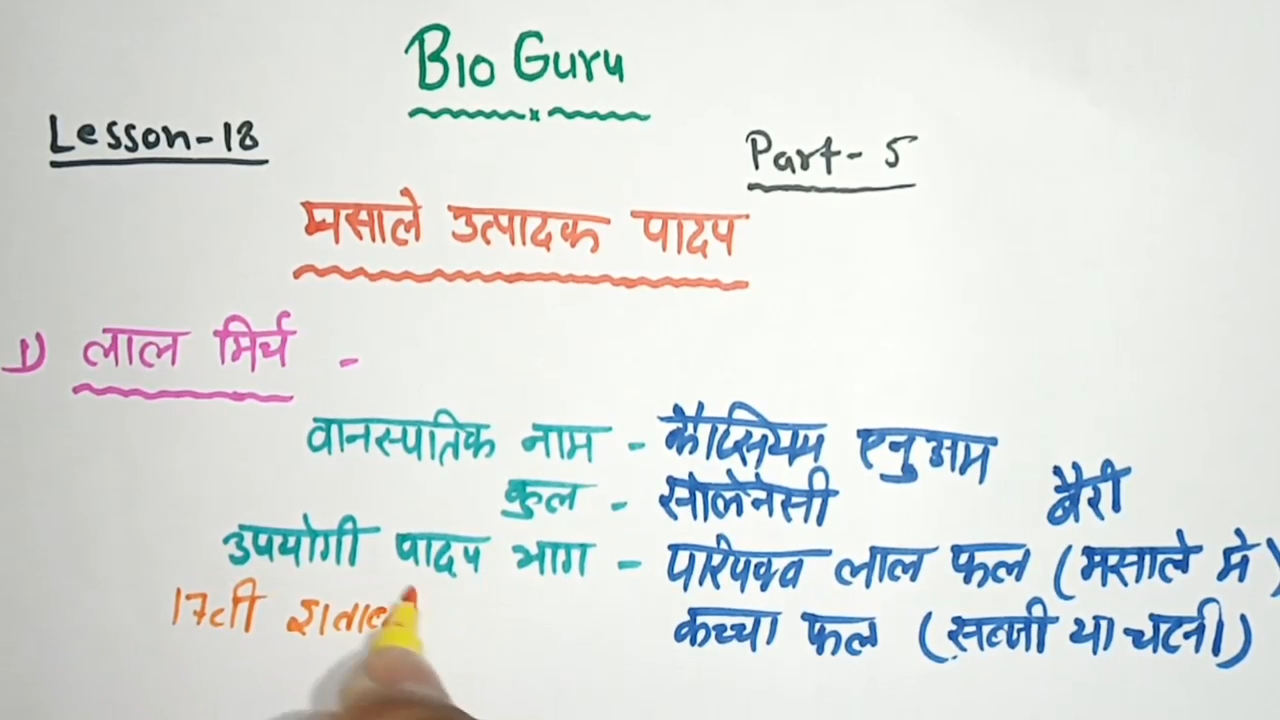 Bio Guru
Lesson-18
Part - 5
मसाले उत्पादक पादप
1) लाल मिर्च -
वानस्पतिक नाम - कैप्सियम एनुअम
कुल - सोलेनेसी
बैरी
उपयोगी पादप भाग - परिपक्व लाल फल (मसाले मे)
कच्चा फल (सब्जी या चटनी)
17वी